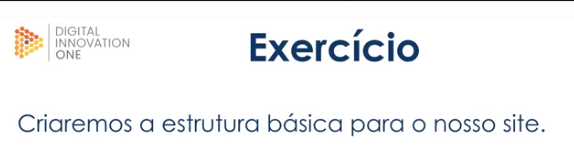 DIGITAL
INNOVATION
ONE
Exercício
Criaremos a estrutura básica para o nosso site.